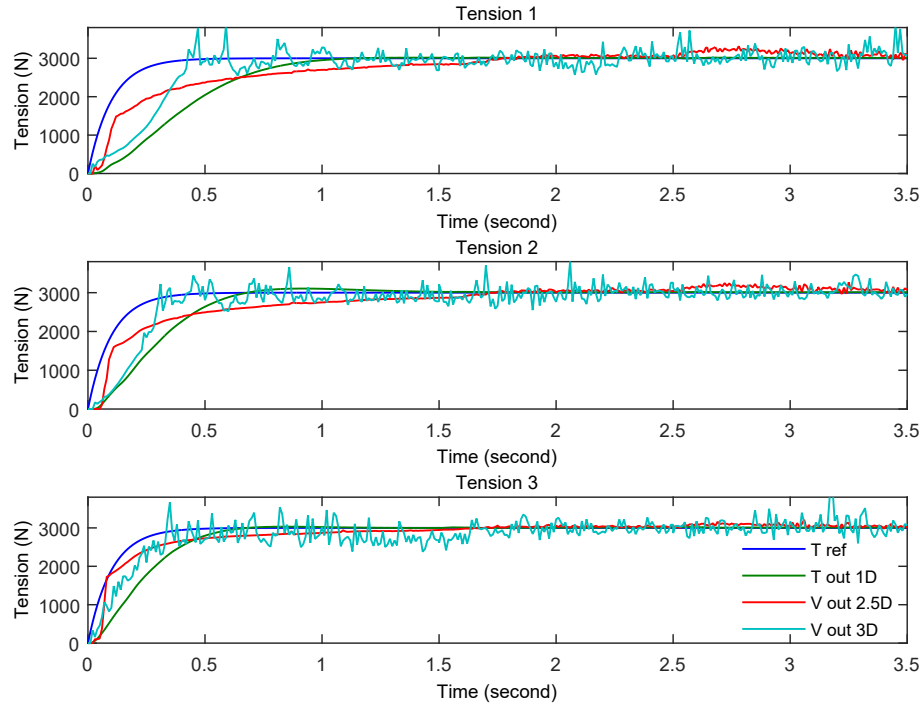 Tension 1
Tension (N)
3000
2000
1000
0
0 0.5 1 1.5 2 2.5 3 3.5
Time (second)
Tension 2
Tension (N)
3000
2000
1000
0
0 0.5 1 1.5 2 2.5 3 3.5
Time (second)
Tension 3
Tension (N)
3000
2000
1000
0
T ref
T out 1D
V out 2.5D
V out 3D
0 0.5 1 1.5 2 2.5 3 3.5
Time (second)